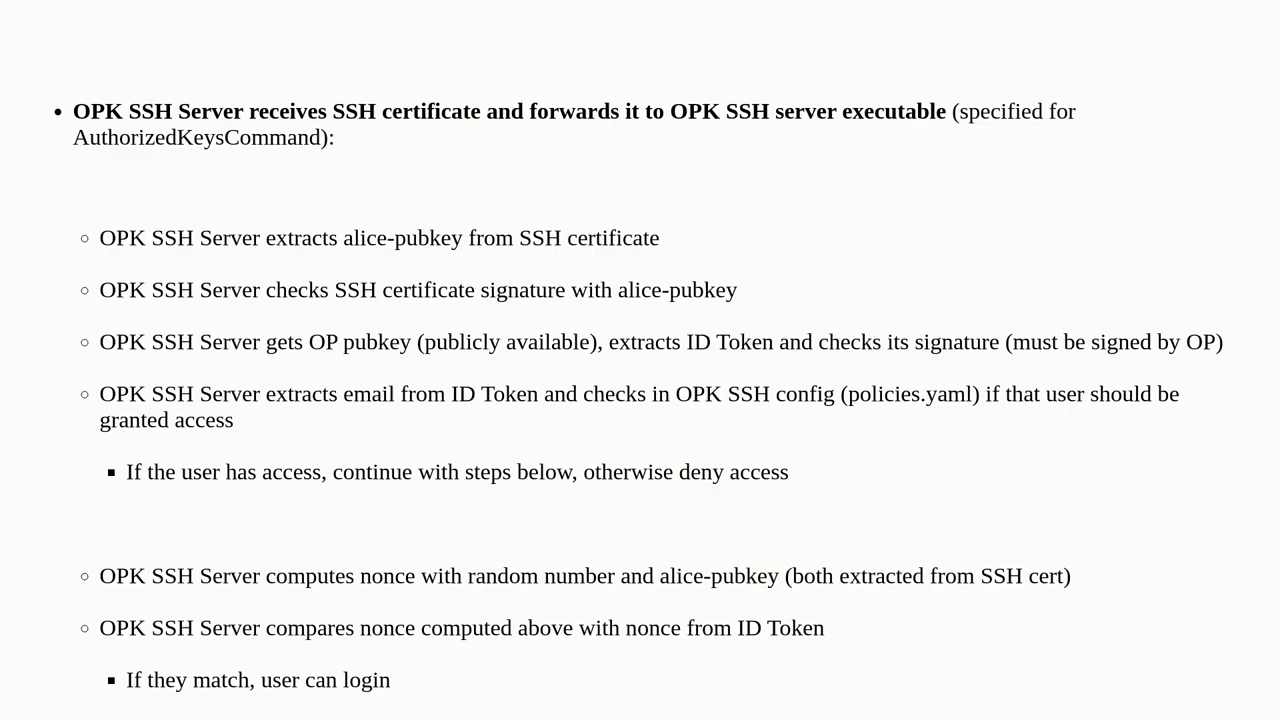 • OPK SSH Server receives SSH certificate and forwards it to OPK SSH server executable (specified for
AuthorizedKeysCommand):
◦ OPK SSH Server extracts alice-pubkey from SSH certificate
◦ OPK SSH Server checks SSH certificate signature with alice-pubkey
◦ OPK SSH Server gets OP pubkey (publicly available), extracts ID Token and checks its signature (must be signed by OP)
◦ OPK SSH Server extracts email from ID Token and checks in OPK SSH config (policies.yaml) if that user should be
granted access
▪ If the user has access, continue with steps below, otherwise deny access
◦ OPK SSH Server computes nonce with random number and alice-pubkey (both extracted from SSH cert)
◦ OPK SSH Server compares nonce computed above with nonce from ID Token
▪ If they match, user can login